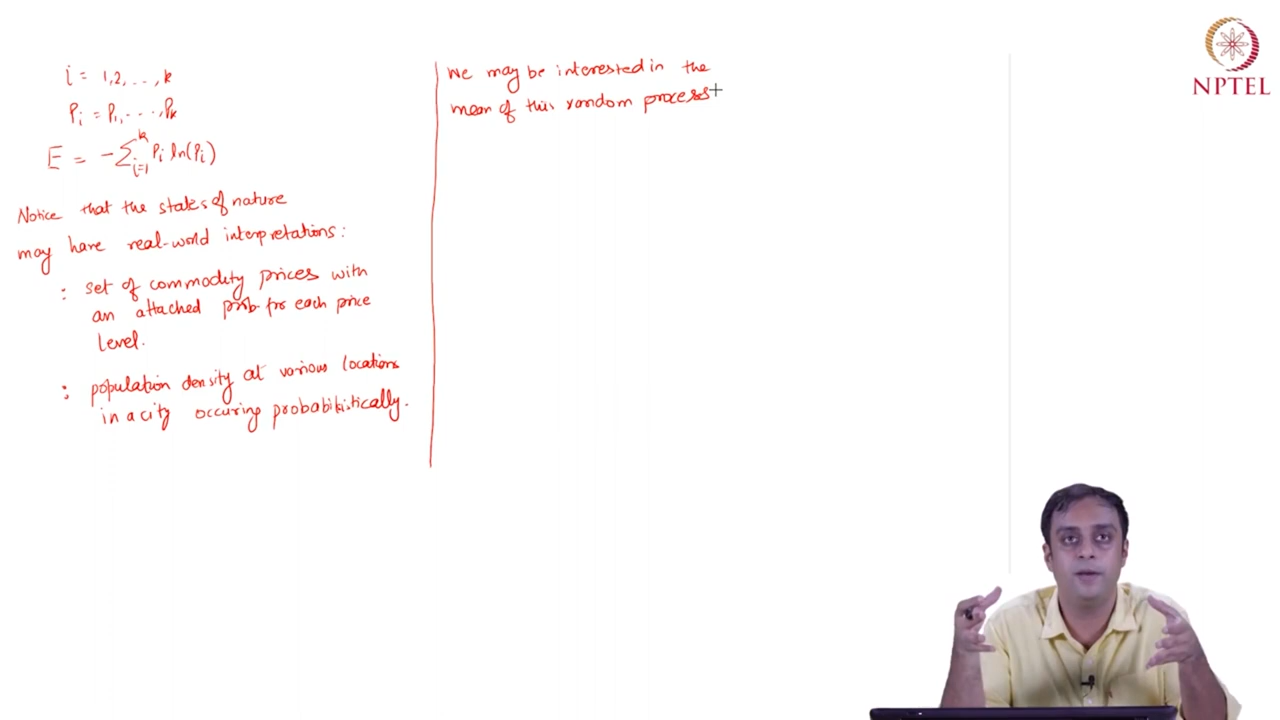 i = 1,2, ..., k
Pi = P1, ..., Pk
E = -∑_{i=1}^{k} Pi ln(Pi)
Notice that the states of nature
may have real-world interpretations:
: set of commodity prices with
an attached prob. for each price
level.
: population density at various locations
in a city occuring probabilistically.
We may be interested in the
mean of this random process
NPTEL